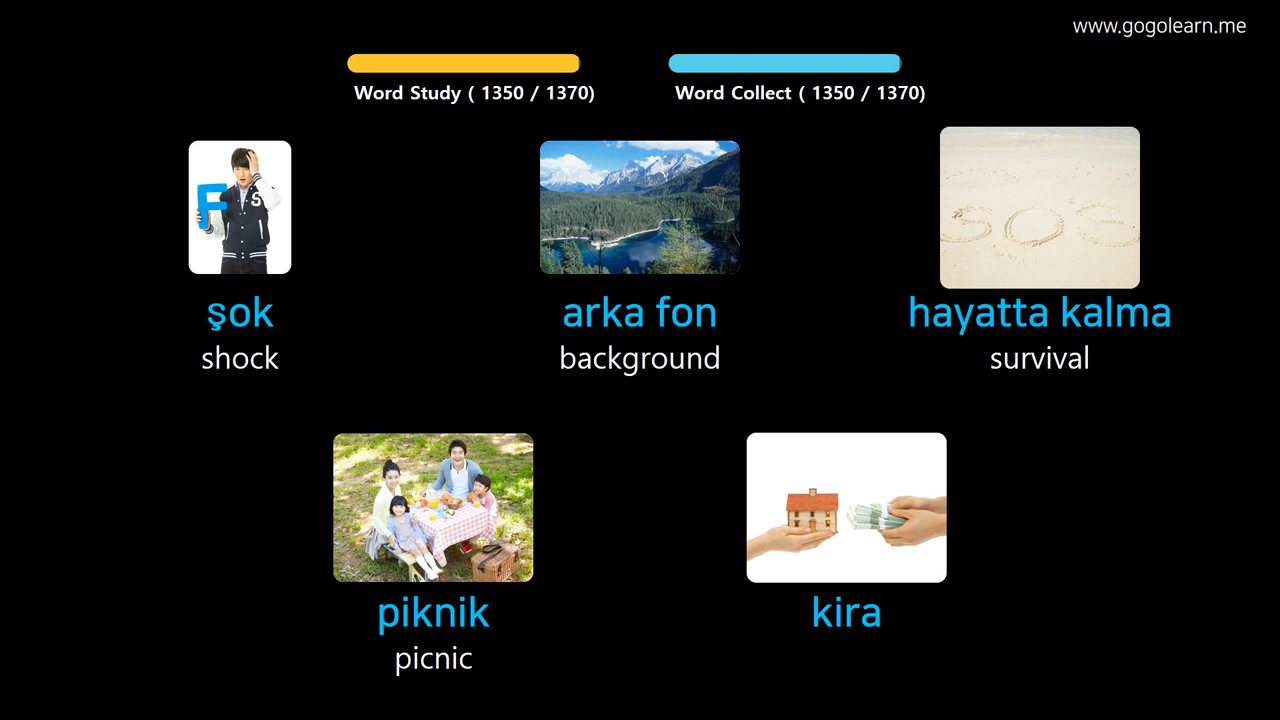 www.gogolearn.me
Word Study ( 1350 / 1370)
Word Collect ( 1350 / 1370)
F
S
SOS
şok
shock
arka fon
background
hayatta kalma
survival
piknik
picnic
kira